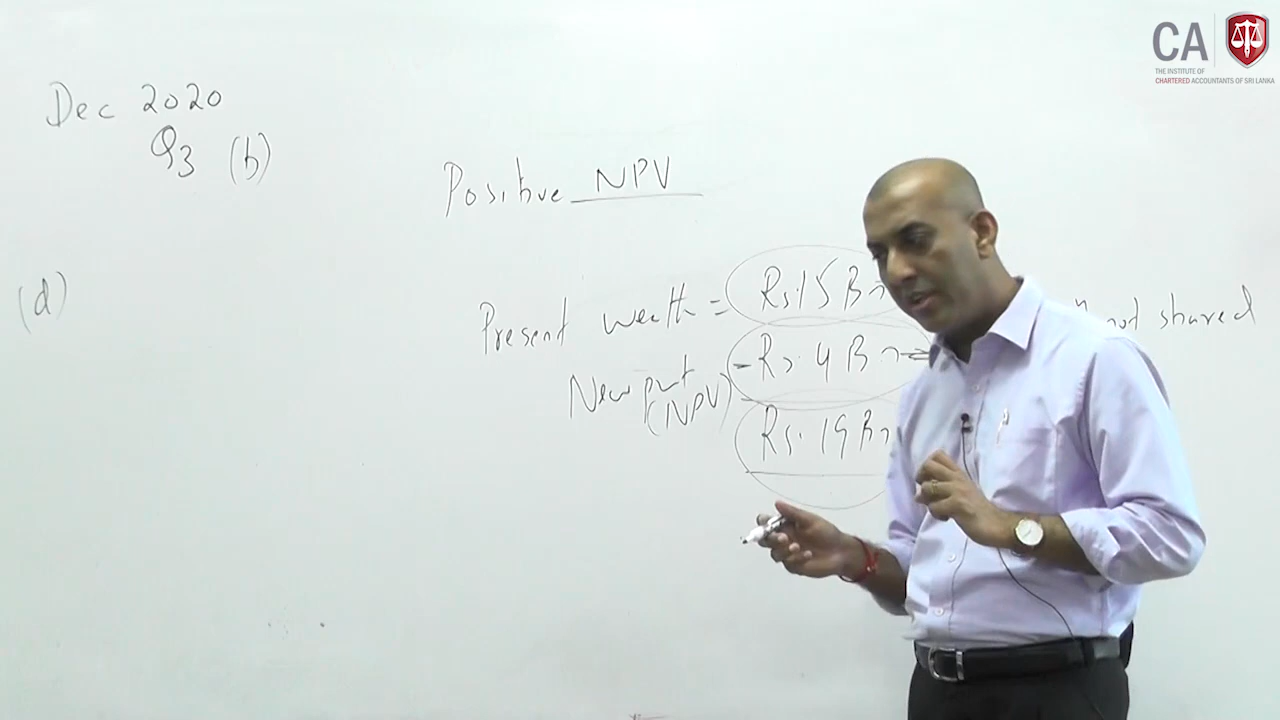 CA
THE INSTITUTE OF
CHARTERED ACCOUNTANTS OF SRI LANKA
Dec 2020
Q3 (b)
Positive NPV
(d)
Present wealth = Rs. 15 Bn not shared
New put (NPV) Rs. 4 Bn
Rs. 19 Bn